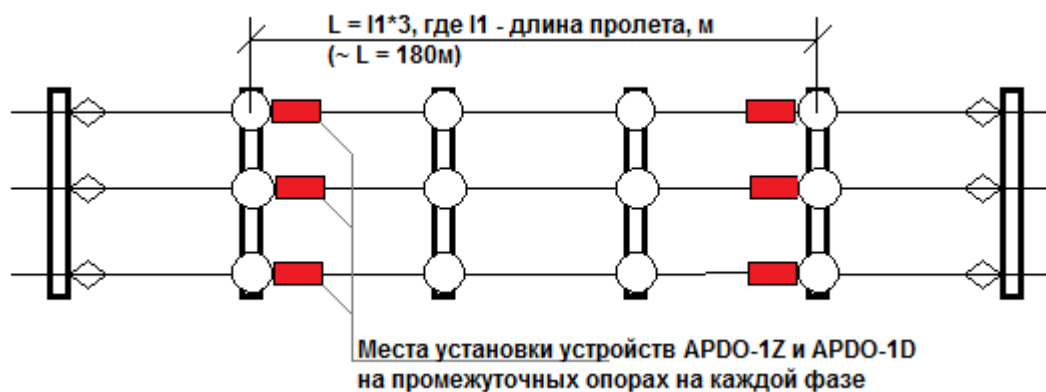 L = l1*3, где l1 - длина пролета, м
(~ L = 180м)
Места установки устройств APDO-1Z и APDO-1D
на промежуточных опорах на каждой фазе